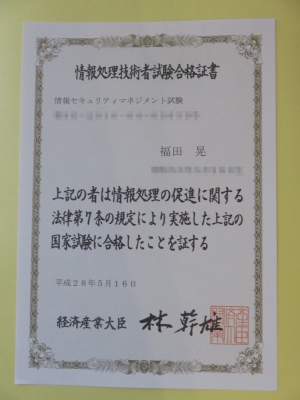 情報処理技術者試験合格証書
情報セキュリティマネジメント試験
福田 晃
上記の者は情報処理の促進に関する
法律第7条の規定により実施した上記の
国家試験に合格したことを証する
平成28年5月16日
経済産業大臣 林幹雄